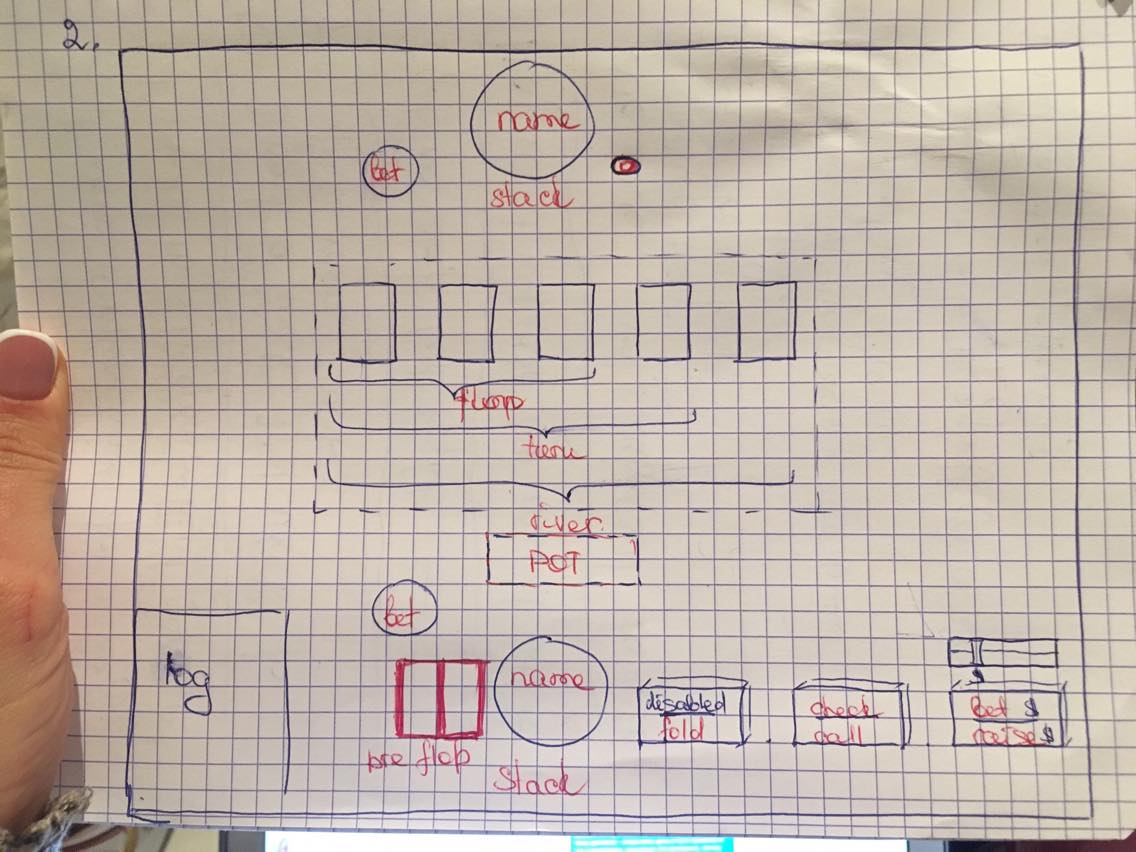 2.
name
bet
D
stack
flop
turn
river
POT
bet
log
name
disabled
fold
check
call
$
bet $
raise $
pre flop
stack